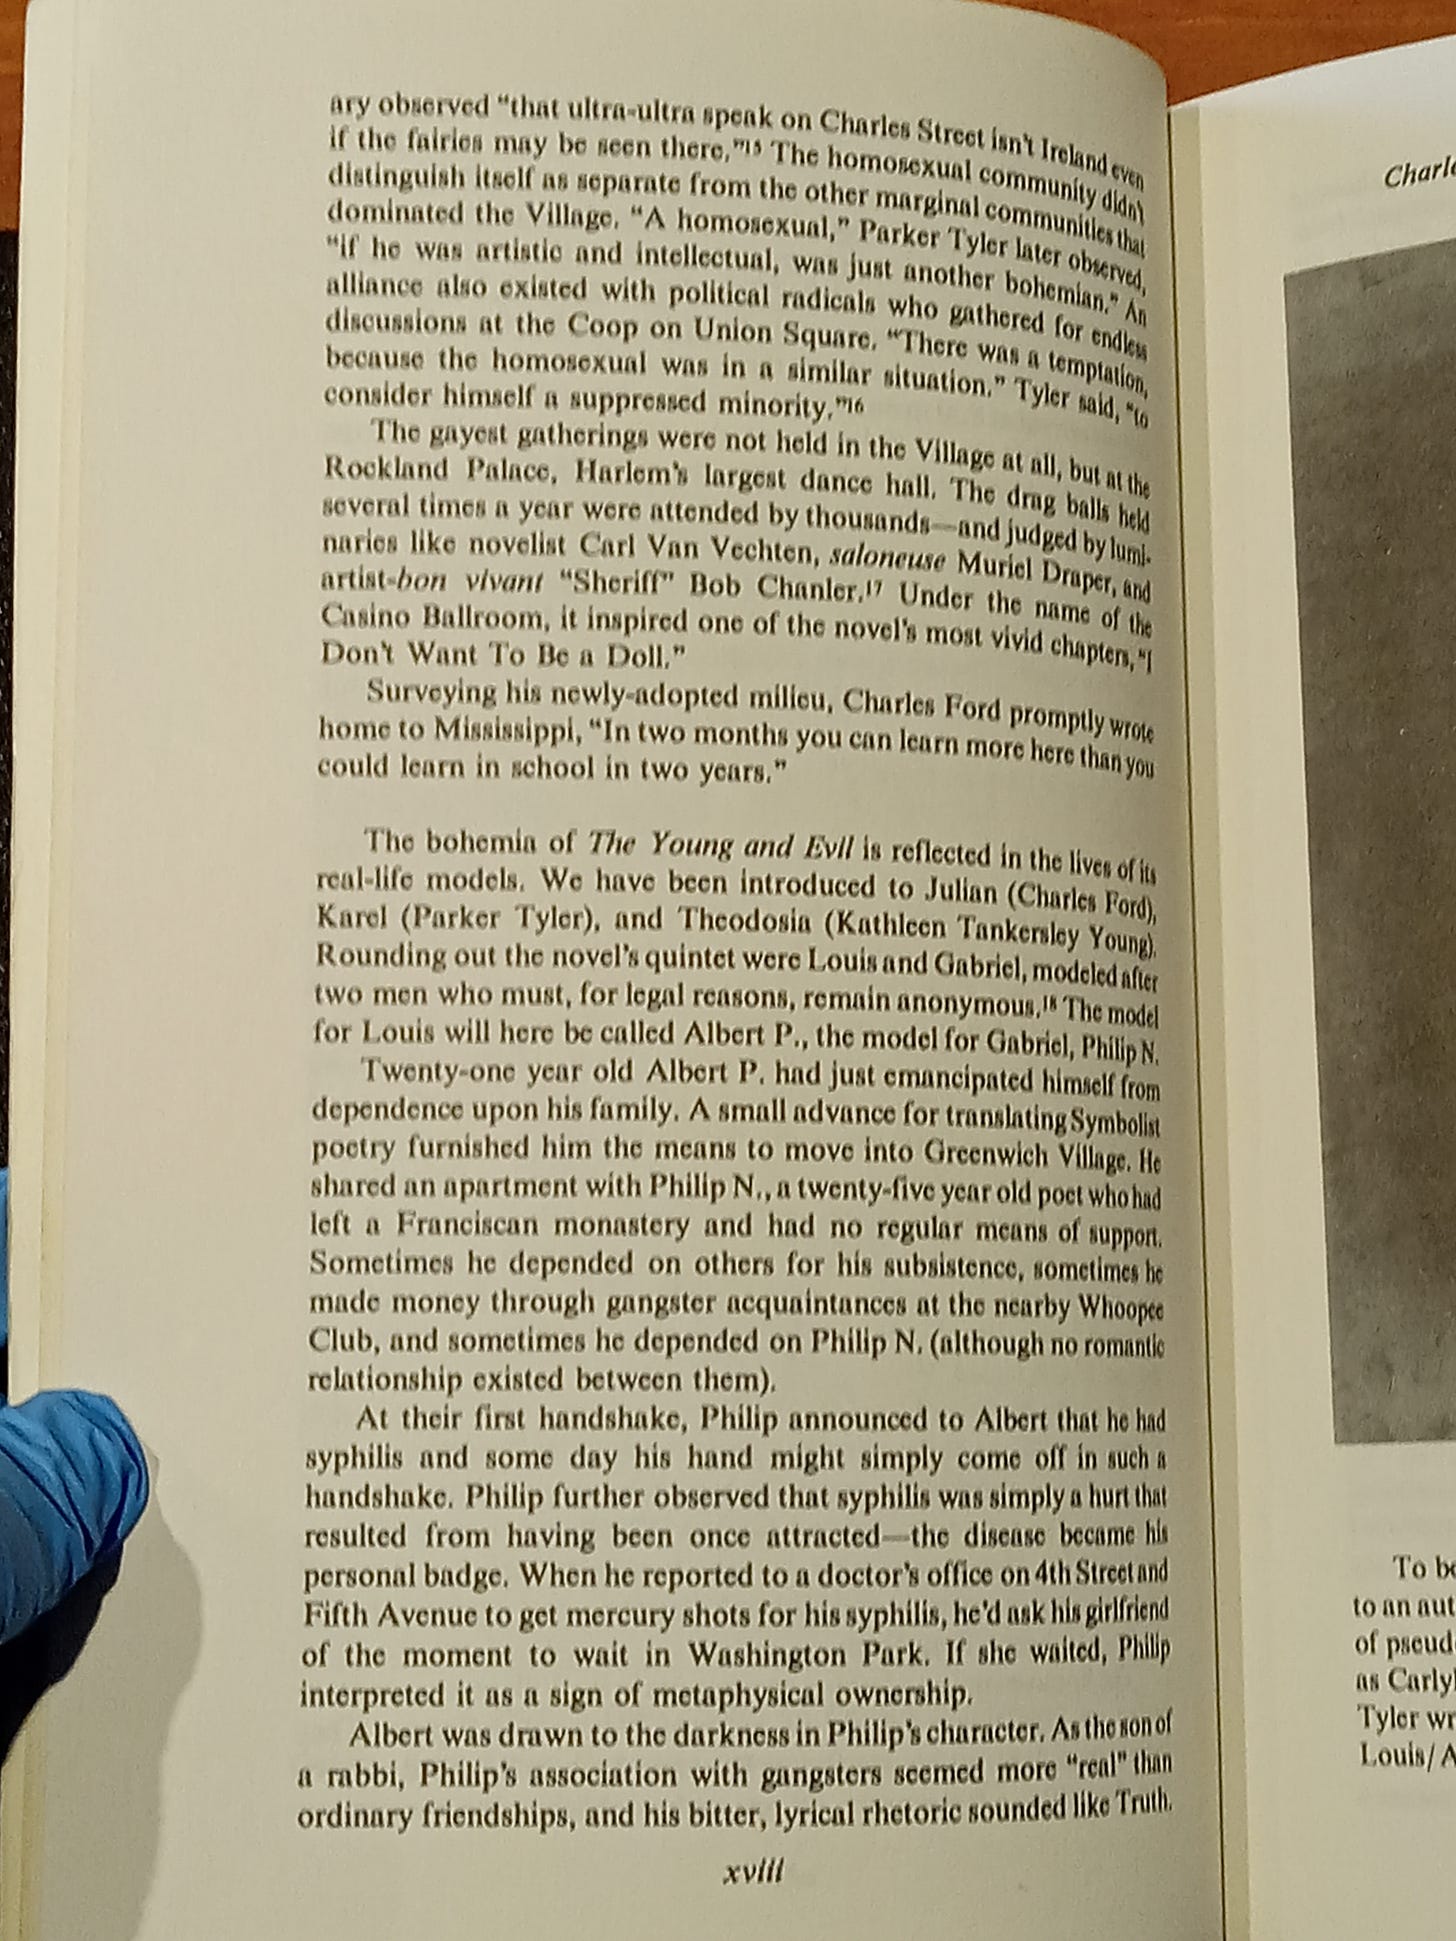 ary observed “that ultra-ultra speak on Charles Street isn't Ireland even
if the fairies may be seen there.”15 The homosexual community didn't
distinguish itself as separate from the other marginal communities that
dominated the Village. “A homosexual,” Parker Tyler later observed,
“if he was artistic and intellectual, was just another bohemian.” An
alliance also existed with political radicals who gathered for endless
discussions at the Coop on Union Square. “There was a temptation,
because the homosexual was in a similar situation.” Tyler said, “to
consider himself a suppressed minority.”16
The gayest gatherings were not held in the Village at all, but at the
Rockland Palace, Harlem's largest dance hall. The drag balls held
several times a year were attended by thousands—and judged by lumi-
naries like novelist Carl Van Vechten, saloneuse Muriel Draper, and
artist-bon vivant “Sheriff” Bob Chanler.17 Under the name of the
Casino Ballroom, it inspired one of the novel's most vivid chapters, “I
Don't Want To Be a Doll.”
Surveying his newly-adopted milieu, Charles Ford promptly wrote
home to Mississippi, “In two months you can learn more here than you
could learn in school in two years.”
The bohemia of The Young and Evil is reflected in the lives of its
real-life models. We have been introduced to Julian (Charles Ford),
Karel (Parker Tyler), and Theodosia (Kathleen Tankersley Young).
Rounding out the novel's quintet were Louis and Gabriel, modeled after
two men who must, for legal reasons, remain anonymous.18 The model
for Louis will here be called Albert P., the model for Gabriel, Philip N.
Twenty-one year old Albert P. had just emancipated himself from
dependence upon his family. A small advance for translating Symbolist
poetry furnished him the means to move into Greenwich Village. He
shared an apartment with Philip N., a twenty-five year old poet who had
left a Franciscan monastery and had no regular means of support.
Sometimes he depended on others for his subsistence, sometimes he
made money through gangster acquaintances at the nearby Whoopee
Club, and sometimes he depended on Philip N. (although no romantic
relationship existed between them).
At their first handshake, Philip announced to Albert that he had
syphilis and some day his hand might simply come off in such a
handshake. Philip further observed that syphilis was simply a hurt that
resulted from having been once attracted—the disease became his
personal badge. When he reported to a doctor's office on 4th Street and
Fifth Avenue to get mercury shots for his syphilis, he'd ask his girlfriend
of the moment to wait in Washington Park. If she waited, Philip
interpreted it as a sign of metaphysical ownership.
Albert was drawn to the darkness in Philip's character. As the son of
a rabbi, Philip's association with gangsters seemed more “real” than
ordinary friendships, and his bitter, lyrical rhetoric sounded like Truth.
xviii
Charle
To be
to an aut
of pseud
as Carlyl
Tyler wr
Louis/ A